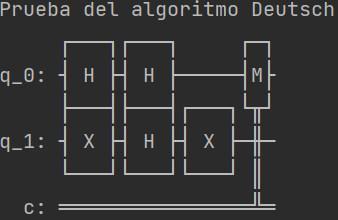 Prueba del algoritmo Deutsch
q_0: H H M
q_1: X H X
c: